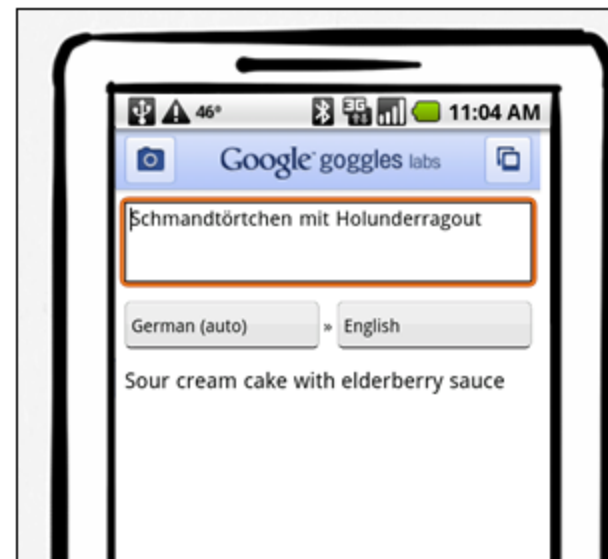 46° 3G 11:04 AM
Google goggles labs
Schmandtörtchen mit Holunderragout
German (auto) » English
Sour cream cake with elderberry sauce